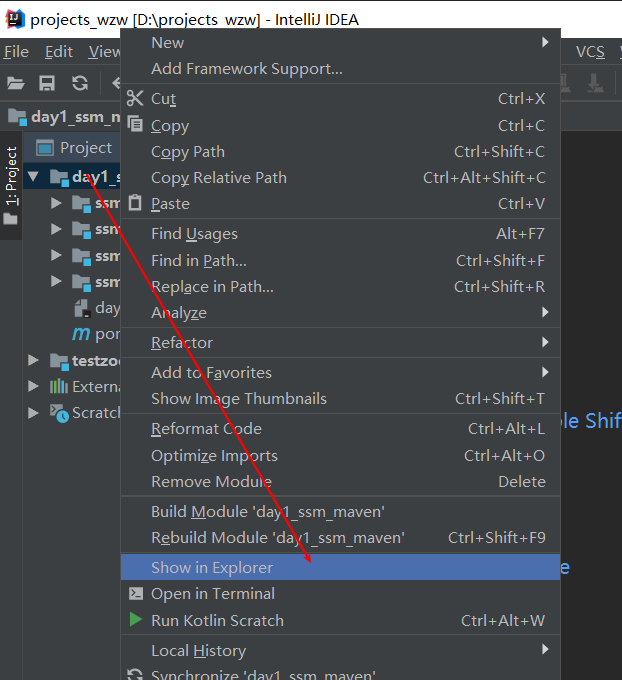 projects_wzw [D:\projects_wzw] - IntelliJ IDEA
File Edit View VCS
day1_ssm_m
1: Project
Project
day1_s
ssm
ssm
ssm
ssm
day
pom
testzoo
Externa
Scratch
New
Add Framework Support...
Cut Ctrl+X
Copy Ctrl+C
Copy Path Ctrl+Shift+C
Copy Relative Path Ctrl+Alt+Shift+C
Paste Ctrl+V
Find Usages Alt+F7
Find in Path... Ctrl+Shift+F
Replace in Path... Ctrl+Shift+R
Analyze
Refactor
Add to Favorites
Show Image Thumbnails Ctrl+Shift+T
Reformat Code Ctrl+Alt+L
Optimize Imports Ctrl+Alt+O
Remove Module Delete
Build Module 'day1_ssm_maven'
Rebuild Module 'day1_ssm_maven' Ctrl+Shift+F9
Show in Explorer
Open in Terminal
Run Kotlin Scratch Ctrl+Alt+W
Local History
Synchronize 'day1_ssm_maven'
le Shif
e